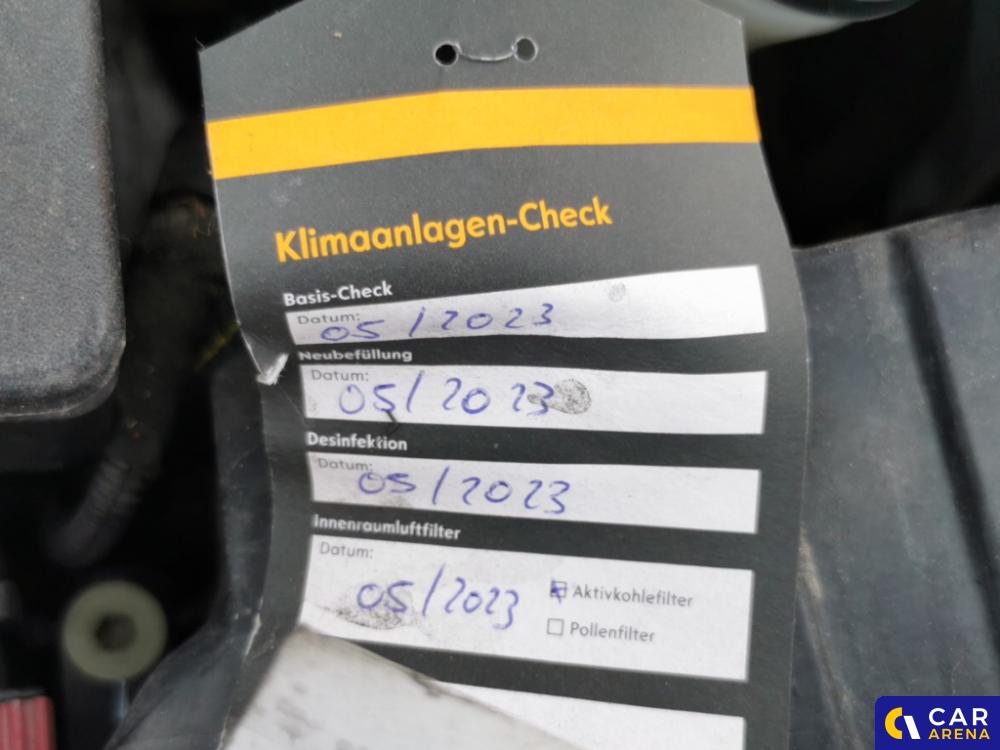 Klimaanlagen-Check
Basis-Check
Datum:
05/2023
Neubefüllung
Datum:
05/2023
Desinfektion
Datum:
05/2023
Innenraumluftfilter
Datum:
05/2023
Aktivkohlefilter
Pollenfilter
CAR
ARENA